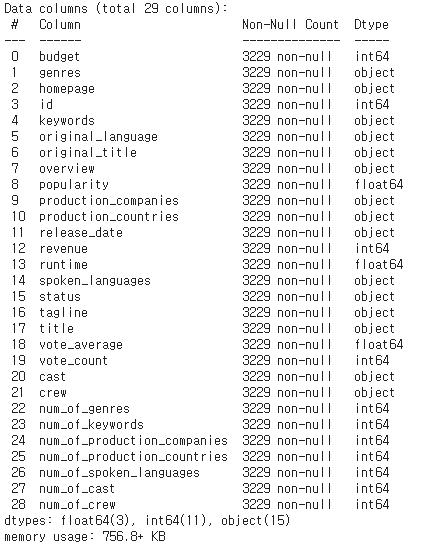 Data columns (total 29 columns):
 #   Column                    Non-Null Count  Dtype
---  ------                    --------------  -----
 0   budget                    3229 non-null   int64
 1   genres                    3229 non-null   object
 2   homepage                  3229 non-null   object
 3   id                        3229 non-null   int64
 4   keywords                  3229 non-null   object
 5   original_language         3229 non-null   object
 6   original_title            3229 non-null   object
 7   overview                  3229 non-null   object
 8   popularity                3229 non-null   float64
 9   production_companies      3229 non-null   object
 10  production_countries      3229 non-null   object
 11  release_date              3229 non-null   object
 12  revenue                   3229 non-null   int64
 13  runtime                   3229 non-null   float64
 14  spoken_languages          3229 non-null   object
 15  status                    3229 non-null   object
 16  tagline                   3229 non-null   object
 17  title                     3229 non-null   object
 18  vote_average              3229 non-null   float64
 19  vote_count                3229 non-null   int64
 20  cast                      3229 non-null   object
 21  crew                      3229 non-null   object
 22  num_of_genres             3229 non-null   int64
 23  num_of_keywords           3229 non-null   int64
 24  num_of_production_companies  3229 non-null   int64
 25  num_of_production_countries  3229 non-null   int64
 26  num_of_spoken_languages   3229 non-null   int64
 27  num_of_cast               3229 non-null   int64
 28  num_of_crew               3229 non-null   int64
dtypes: float64(3), int64(11), object(15)
memory usage: 756.8+ KB